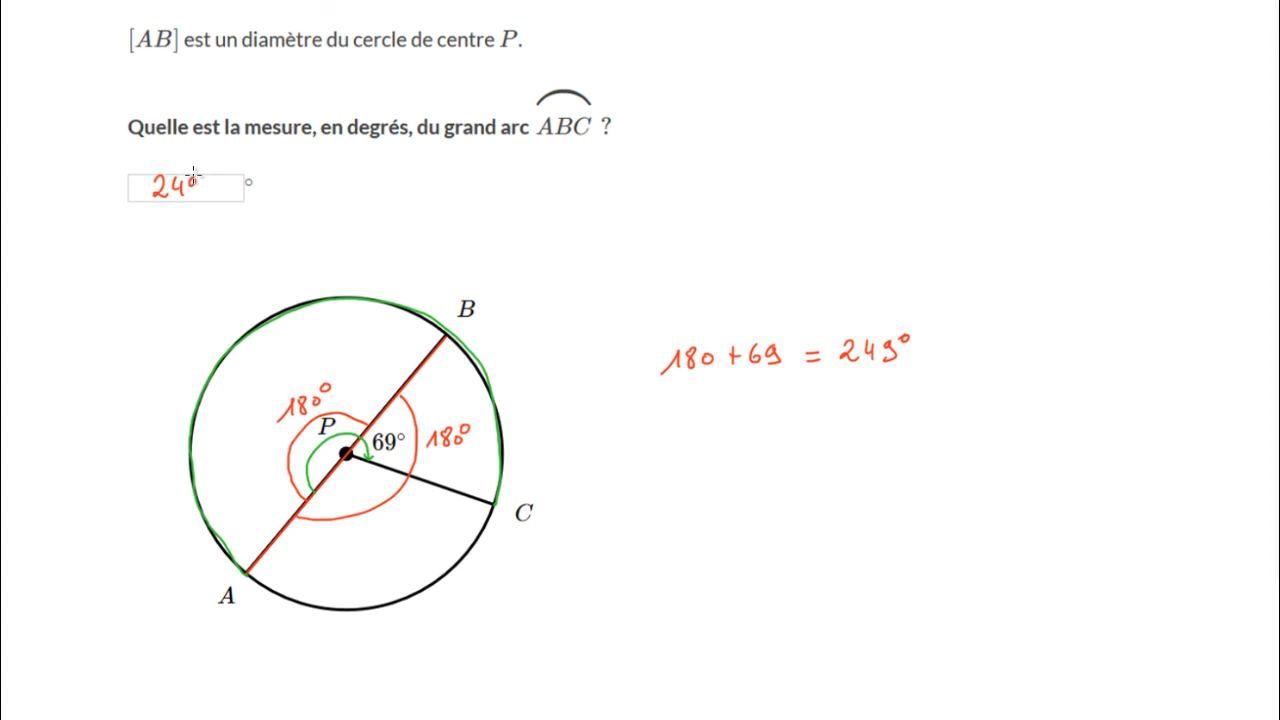 [AB] est un diamètre du cercle de centre P.
Quelle est la mesure, en degrés, du grand arc ABC ?
24 °
B
180 + 69 = 249°
180°
P
69°
180°
C
A